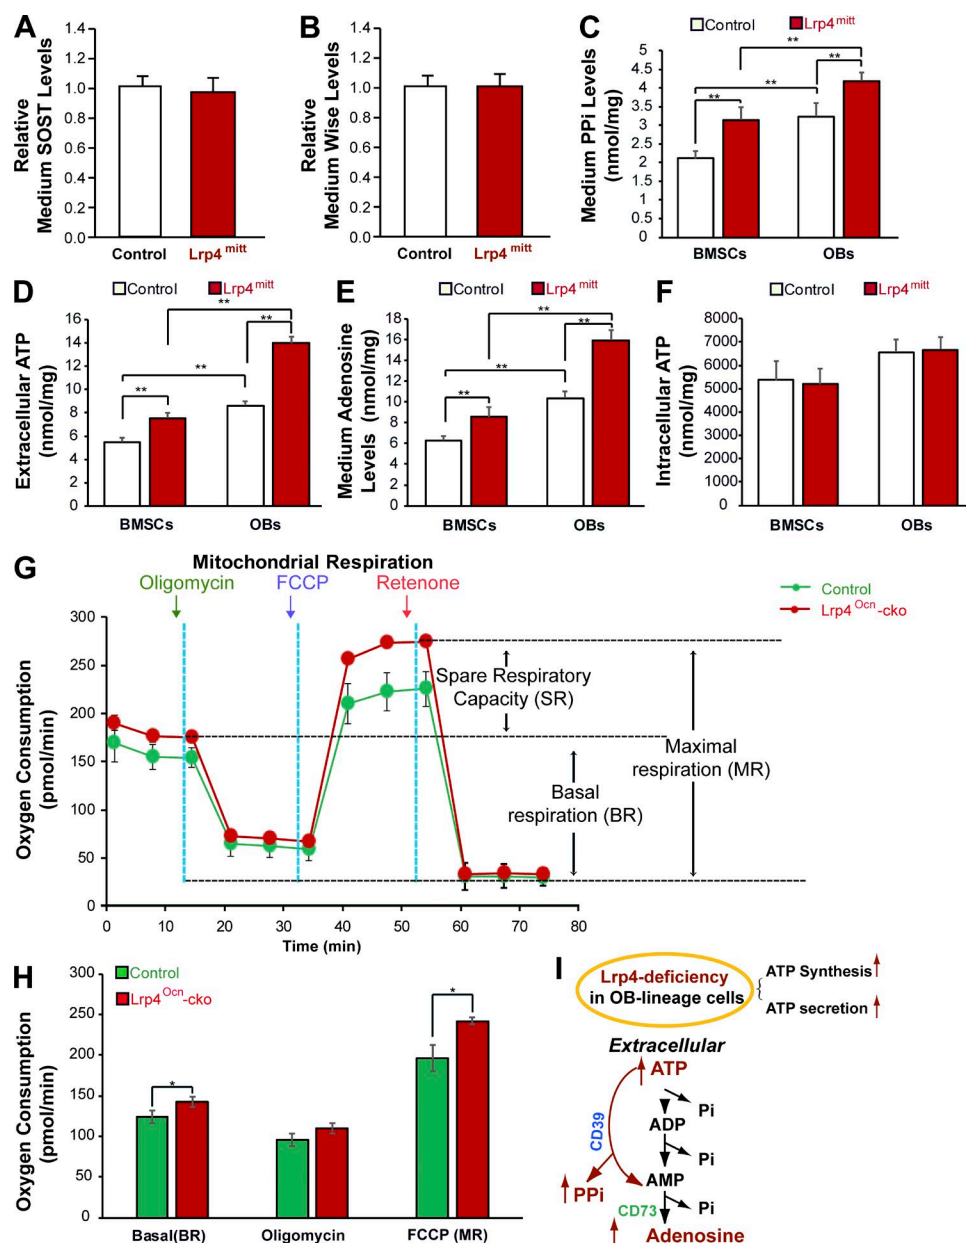 A
1.4
1.2
1.0
0.8
0.6
0.4
0.2
0.0
Relative
Medium SOST Levels
Control
Lrp4 mitt
B
1.4
1.2
1.0
0.8
0.6
0.4
0.2
0.0
Relative
Medium Wise Levels
Control
Lrp4 mitt
C
Control
Lrp4mitt
5
4
3.5
3
2.5
2
1.5
1
0.5
0
Medium PPi Levels
(nmol/mg)
**
**
**
**
BMSCs
OBs
D
Control
Lrp4mitt
16
14
12
10
8
6
4
2
0
Extracellular ATP
(nmol/mg)
**
**
**
**
BMSCs
OBs
E
Control
Lrp4mitt
18
16
14
12
10
8
6
4
2
0
Medium Adenosine
Levels (nmol/mg)
**
**
**
**
BMSCs
OBs
F
Control
Lrp4mitt
8000
7000
6000
5000
4000
3000
2000
1000
0
Intracellular ATP
(nmol/mg)
BMSCs
OBs
G
Mitochondrial Respiration
Oligomycin
FCCP
Retenone
Control
Lrp4 Ocn-cko
300
250
200
150
100
50
0
Oxygen Consumption
(pmol/min)
Spare Respiratory
Capacity (SR)
Basal
respiration (BR)
Maximal
respiration (MR)
0
10
20
30
40
50
60
70
80
Time (min)
H
Control
Lrp4 Ocn-cko
300
250
200
150
100
50
0
Oxygen Consumption
(pmol/min)
*
*
Basal(BR)
Oligomycin
FCCP (MR)
I
Lrp4-deficiency
in OB-lineage cells
ATP Synthesis
ATP secretion
Extracellular
ATP
Pi
ADP
CD39
Pi
AMP
PPi
CD73
Pi
Adenosine